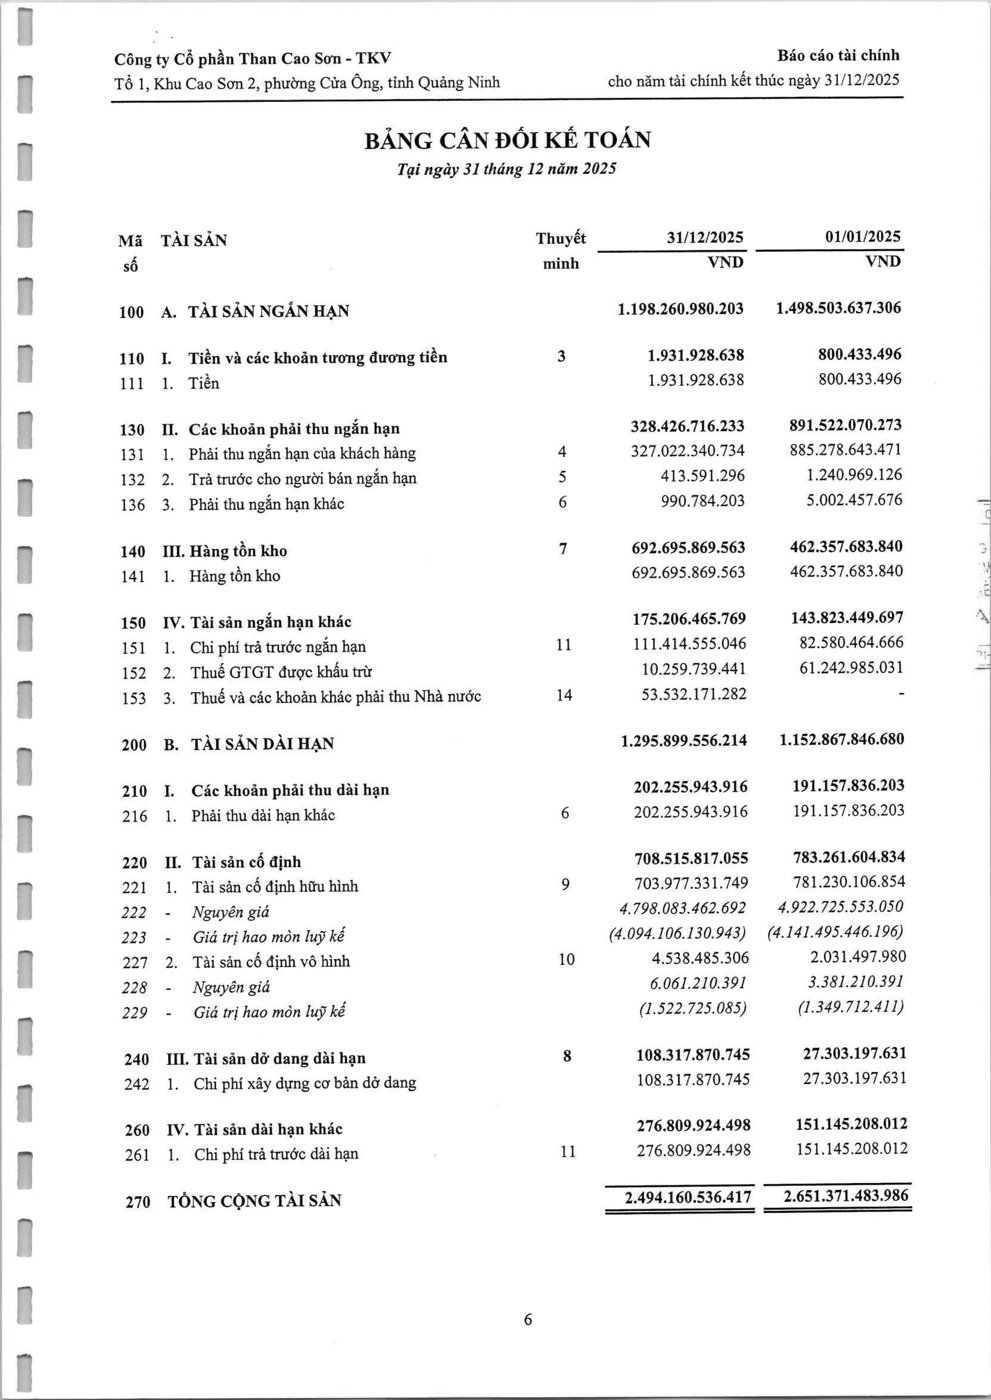 Công ty Cổ phần Than Cao Sơn - TKV Báo cáo tài chính
Tổ 1, Khu Cao Sơn 2, phường Cửa Ông, tỉnh Quảng Ninh cho năm tài chính kết thúc ngày 31/12/2025
BẢNG CÂN ĐỐI KẾ TOÁN
Tại ngày 31 tháng 12 năm 2025
Mã TÀI SẢN Thuyết 31/12/2025 01/01/2025
số minh VND VND
100 A. TÀI SẢN NGẮN HẠN 1.198.260.980.203 1.498.503.637.306
110 I. Tiền và các khoản tương đương tiền 3 1.931.928.638 800.433.496
111 1. Tiền 1.931.928.638 800.433.496
130 II. Các khoản phải thu ngắn hạn 328.426.716.233 891.522.070.273
131 1. Phải thu ngắn hạn của khách hàng 4 327.022.340.734 885.278.643.471
132 2. Trả trước cho người bán ngắn hạn 5 413.591.296 1.240.969.126
136 3. Phải thu ngắn hạn khác 6 990.784.203 5.002.457.676
140 III. Hàng tồn kho 7 692.695.869.563 462.357.683.840
141 1. Hàng tồn kho 692.695.869.563 462.357.683.840
150 IV. Tài sản ngắn hạn khác 175.206.465.769 143.823.449.697
151 1. Chi phí trả trước ngắn hạn 11 111.414.555.046 82.580.464.666
152 2. Thuế GTGT được khấu trừ 10.259.739.441 61.242.985.031
153 3. Thuế và các khoản khác phải thu Nhà nước 14 53.532.171.282 -
200 B. TÀI SẢN DÀI HẠN 1.295.899.556.214 1.152.867.846.680
210 I. Các khoản phải thu dài hạn 202.255.943.916 191.157.836.203
216 1. Phải thu dài hạn khác 6 202.255.943.916 191.157.836.203
220 II. Tài sản cố định 708.515.817.055 783.261.604.834
221 1. Tài sản cố định hữu hình 9 703.977.331.749 781.230.106.854
222 - Nguyên giá 4.798.083.462.692 4.922.725.553.050
223 - Giá trị hao mòn luỹ kế (4.094.106.130.943) (4.141.495.446.196)
227 2. Tài sản cố định vô hình 10 4.538.485.306 2.031.497.980
228 - Nguyên giá 6.061.210.391 3.381.210.391
229 - Giá trị hao mòn luỹ kế (1.522.725.085) (1.349.712.411)
240 III. Tài sản dở dang dài hạn 8 108.317.870.745 27.303.197.631
242 1. Chi phí xây dựng cơ bản dở dang 108.317.870.745 27.303.197.631
260 IV. Tài sản dài hạn khác 276.809.924.498 151.145.208.012
261 1. Chi phí trả trước dài hạn 11 276.809.924.498 151.145.208.012
270 TỔNG CỘNG TÀI SẢN 2.494.160.536.417 2.651.371.483.986
6